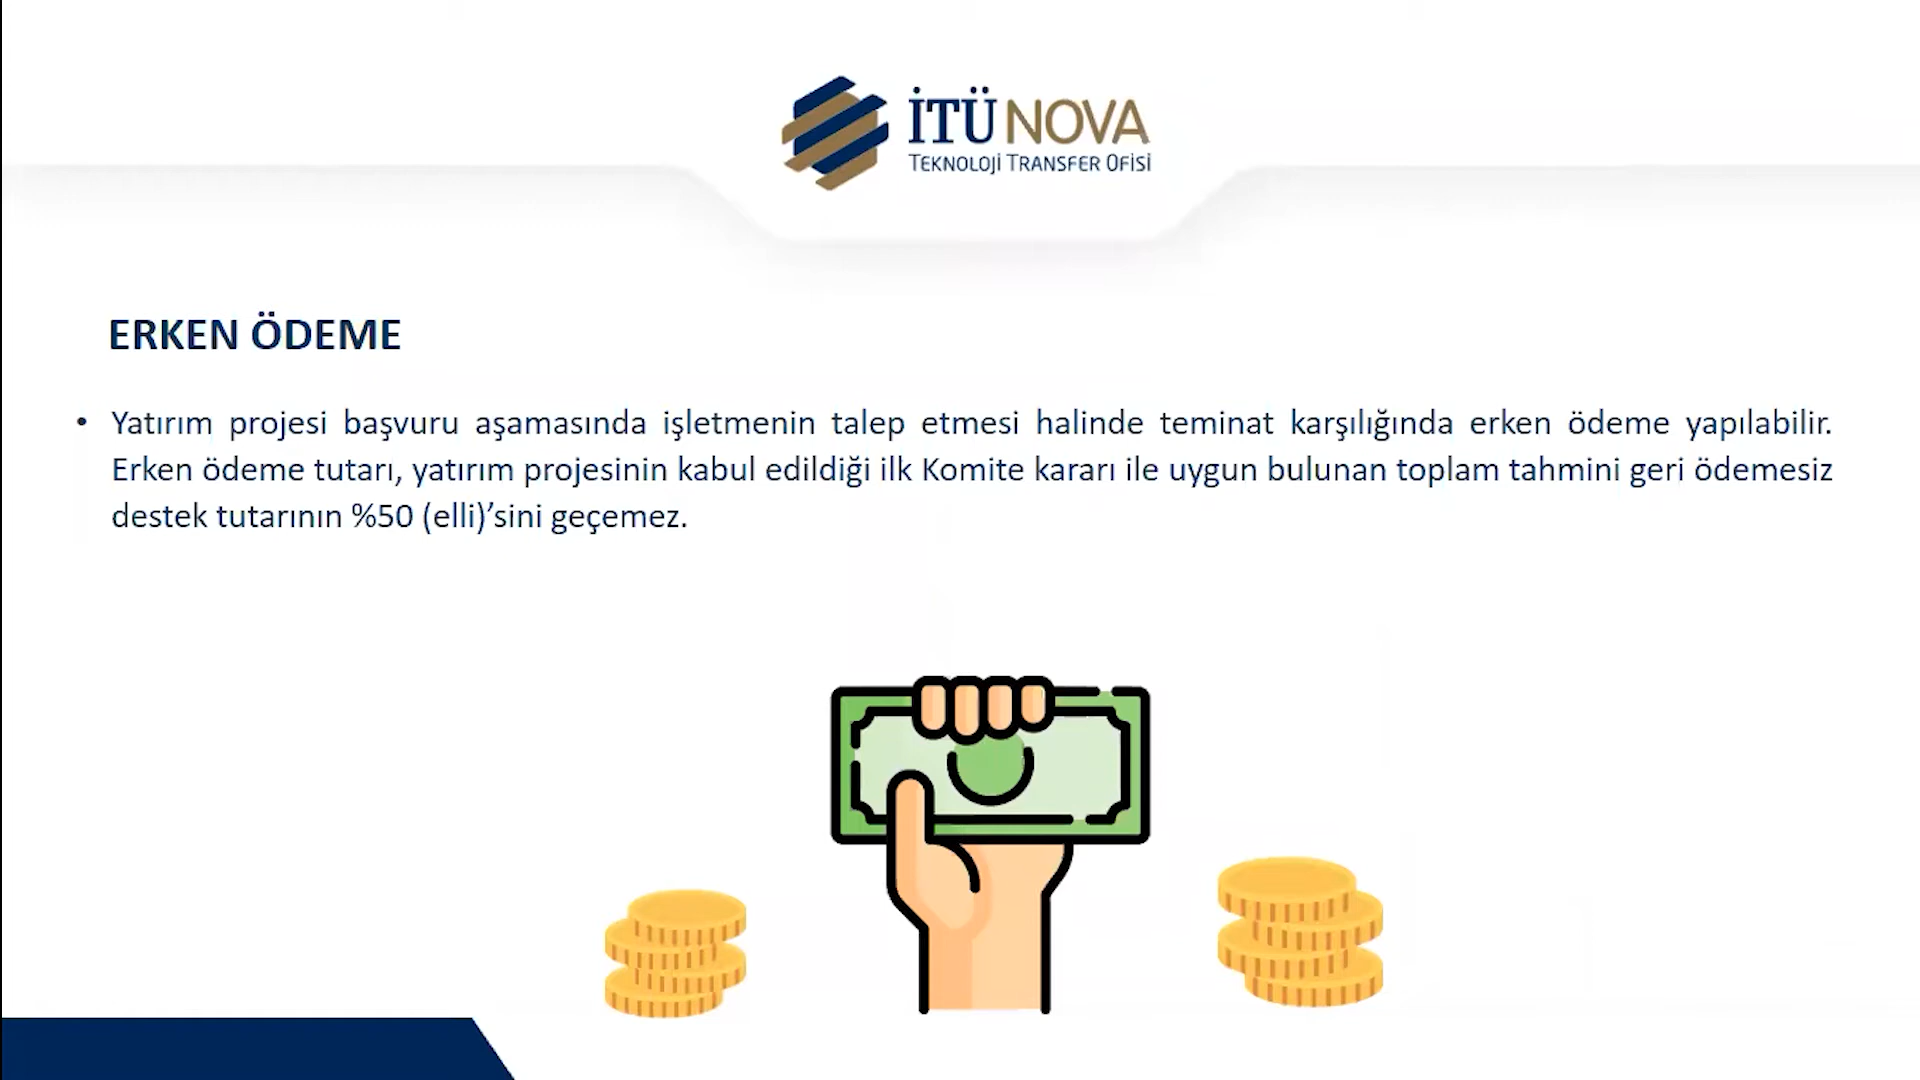 İTÜ NOVA
TEKNOLOJİ TRANSFER OFİSİ
ERKEN ÖDEME
• Yatırım projesi başvuru aşamasında işletmenin talep etmesi halinde teminat karşılığında erken ödeme yapılabilir.
Erken ödeme tutarı, yatırım projesinin kabul edildiği ilk Komite kararı ile uygun bulunan toplam tahmini geri ödemesiz
destek tutarının %50 (elli)’sini geçemez.